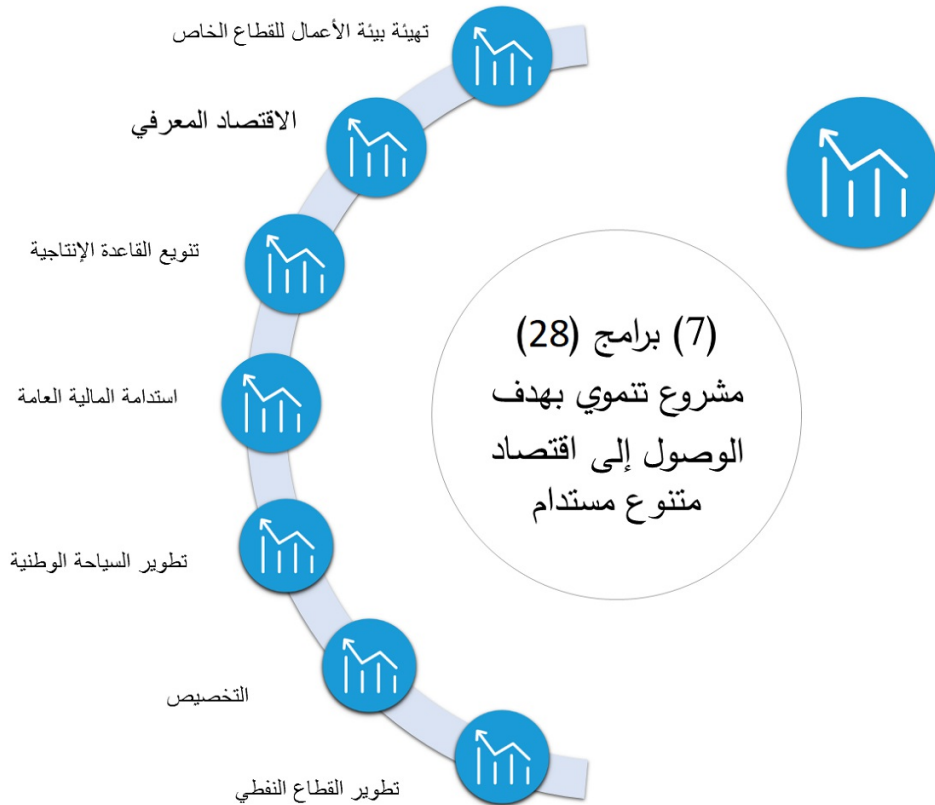 تهيئة بيئة الأعمال للقطاع الخاص
الاقتصاد المعرفي
تنويع القاعدة الإنتاجية
استدامة المالية العامة
تطوير السياحة الوطنية
التخصيص
تطوير القطاع النفطي
(7) برامج (28)
مشروع تنموي بهدف
الوصول إلى اقتصاد
متنوع مستدام